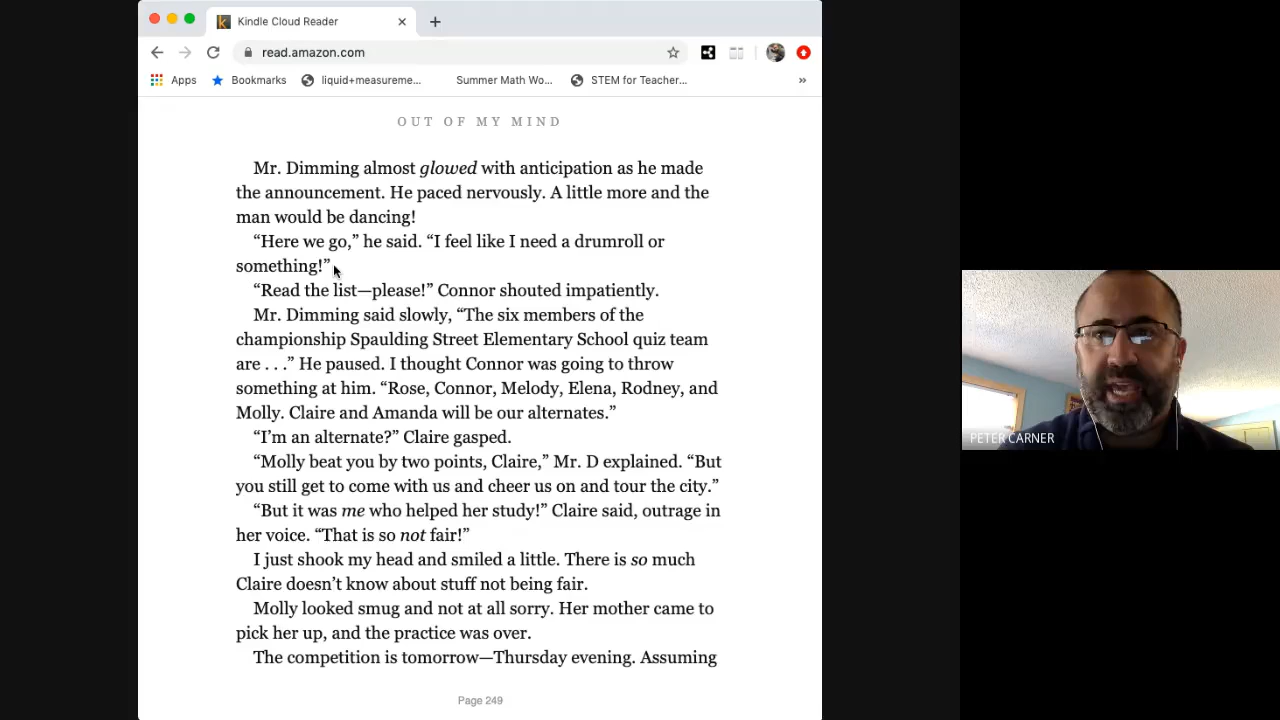 Kindle Cloud Reader
read.amazon.com
Apps Bookmarks liquid+measureme... Summer Math Wo... STEM for Teacher...
OUT OF MY MIND
Mr. Dimming almost glowed with anticipation as he made
the announcement. He paced nervously. A little more and the
man would be dancing!
“Here we go,” he said. “I feel like I need a drumroll or
something!”
“Read the list—please!” Connor shouted impatiently.
Mr. Dimming said slowly, “The six members of the
championship Spaulding Street Elementary School quiz team
are . . .” He paused. I thought Connor was going to throw
something at him. “Rose, Connor, Melody, Elena, Rodney, and
Molly. Claire and Amanda will be our alternates.”
“I’m an alternate?” Claire gasped.
“Molly beat you by two points, Claire,” Mr. D explained. “But
you still get to come with us and cheer us on and tour the city.”
“But it was me who helped her study!” Claire said, outrage in
her voice. “That is so not fair!”
I just shook my head and smiled a little. There is so much
Claire doesn’t know about stuff not being fair.
Molly looked smug and not at all sorry. Her mother came to
pick her up, and the practice was over.
The competition is tomorrow—Thursday evening. Assuming
Page 249
PETER CARNER